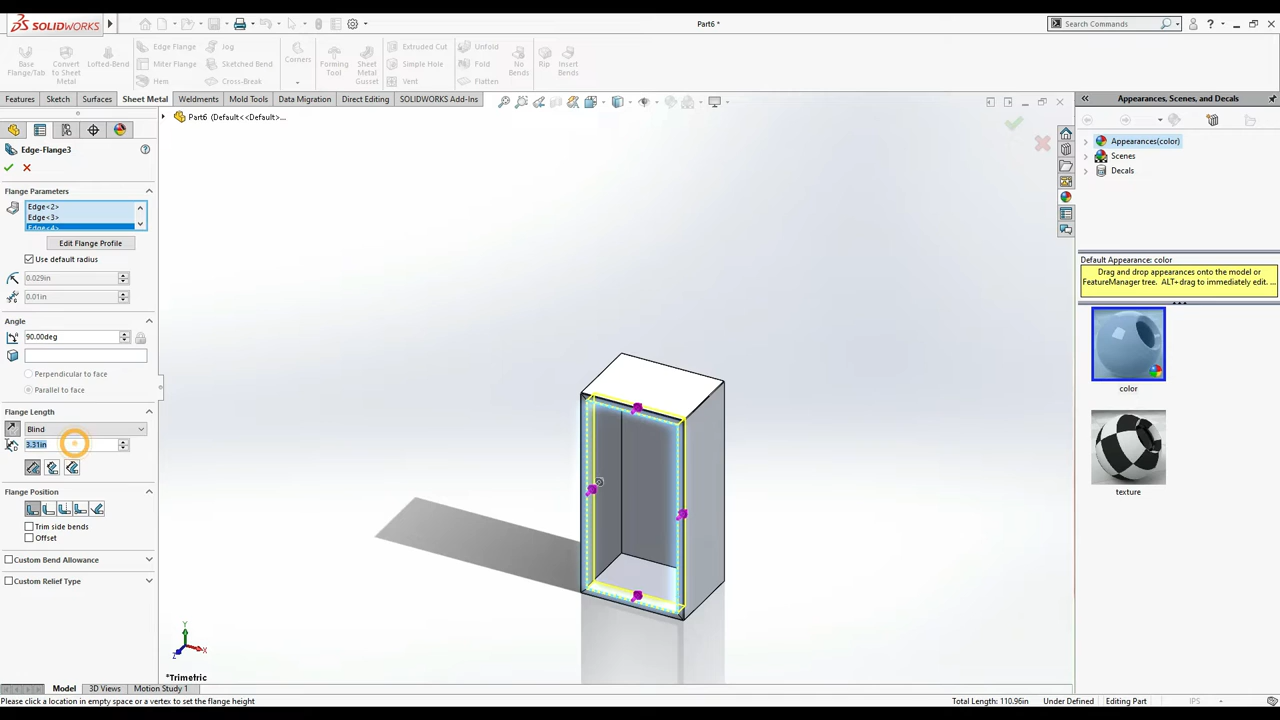 SOLIDWORKS
Part6 *
Search Commands
Base Flange/Tab
Convert to Sheet Metal
Lofted-Bend
Edge Flange
Miter Flange
Hem
Jog
Sketched Bend
Cross-Break
Corners
Forming Tool
Sheet Metal Gusset
Extruded Cut
Simple Hole
Vent
Unfold
Fold
Flatten
No Bends
Rip
Insert Bends
Features
Sketch
Surfaces
Sheet Metal
Weldments
Mold Tools
Data Migration
Direct Editing
SOLIDWORKS Add-Ins
Part6 (Default<<Default>...
Appearances, Scenes, and Decals
Appearances(color)
Scenes
Decals
Edge-Flange3
Flange Parameters
Edge<2>
Edge<3>
Edge<4>
Edit Flange Profile
Use default radius
0.029in
0.01in
Angle
90.00deg
Perpendicular to face
Parallel to face
Flange Length
Blind
3.31in
Flange Position
Trim side bends
Offset
Custom Bend Allowance
Custom Relief Type
Default Appearance: color
Drag and drop appearances onto the model or
FeatureManager tree. ALT+drag to immediately edit. ...
color
texture
Y
X
Z
*Trimetric
Model
3D Views
Motion Study 1
Please click a location in empty space or a vertex to set the flange height
Total Length: 110.96in
Under Defined
Editing Part
IPS